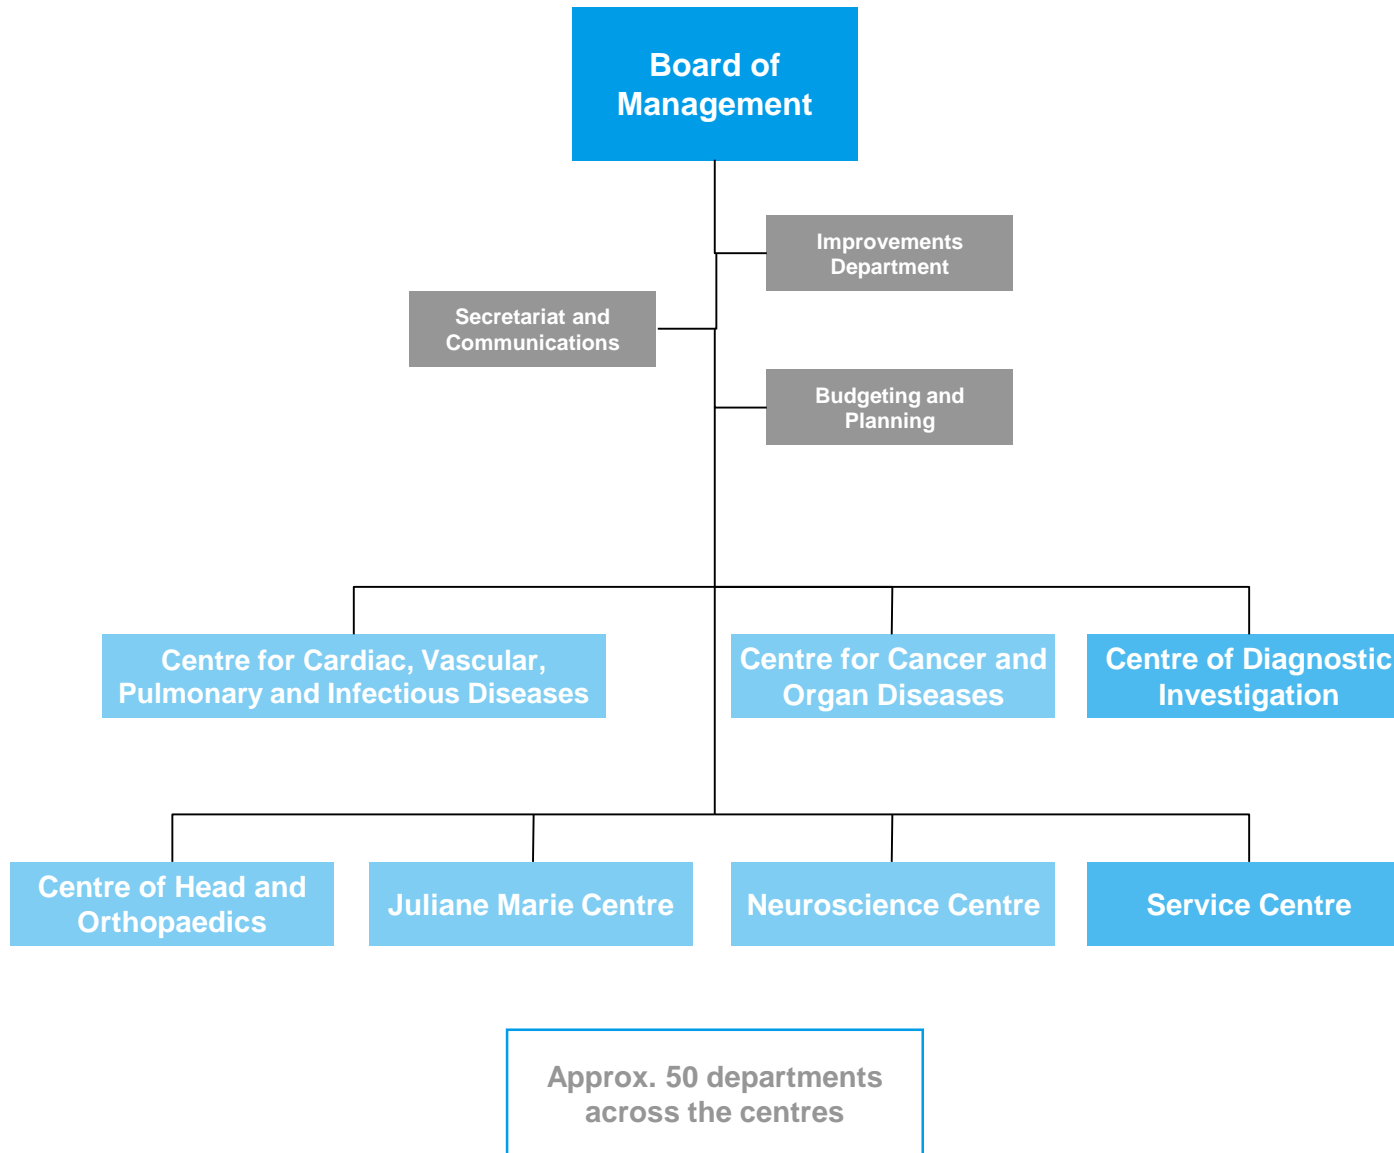 Board of
Management
Improvements
Department
Secretariat and
Communications
Budgeting and
Planning
Centre for Cardiac, Vascular,
Pulmonary and Infectious Diseases
Centre for Cancer and
Organ Diseases
Centre of Diagnostic
Investigation
Centre of Head and
Orthopaedics
Juliane Marie Centre
Neuroscience Centre
Service Centre
Approx. 50 departments
across the centres